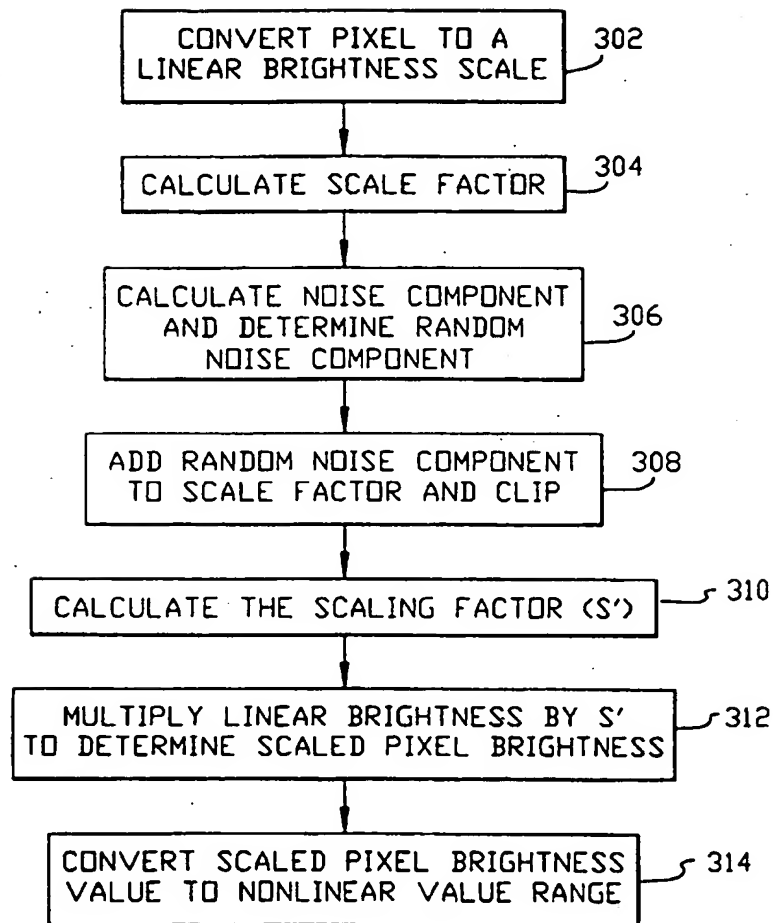 CONVERT PIXEL TO A
LINEAR BRIGHTNESS SCALE
302
CALCULATE SCALE FACTOR
304
CALCULATE NOISE COMPONENT
AND DETERMINE RANDOM
NOISE COMPONENT
306
ADD RANDOM NOISE COMPONENT
TO SCALE FACTOR AND CLIP
308
CALCULATE THE SCALING FACTOR (S')
310
MULTIPLY LINEAR BRIGHTNESS BY S'
TO DETERMINE SCALED PIXEL BRIGHTNESS
312
CONVERT SCALED PIXEL BRIGHTNESS
VALUE TO NONLINEAR VALUE RANGE
314